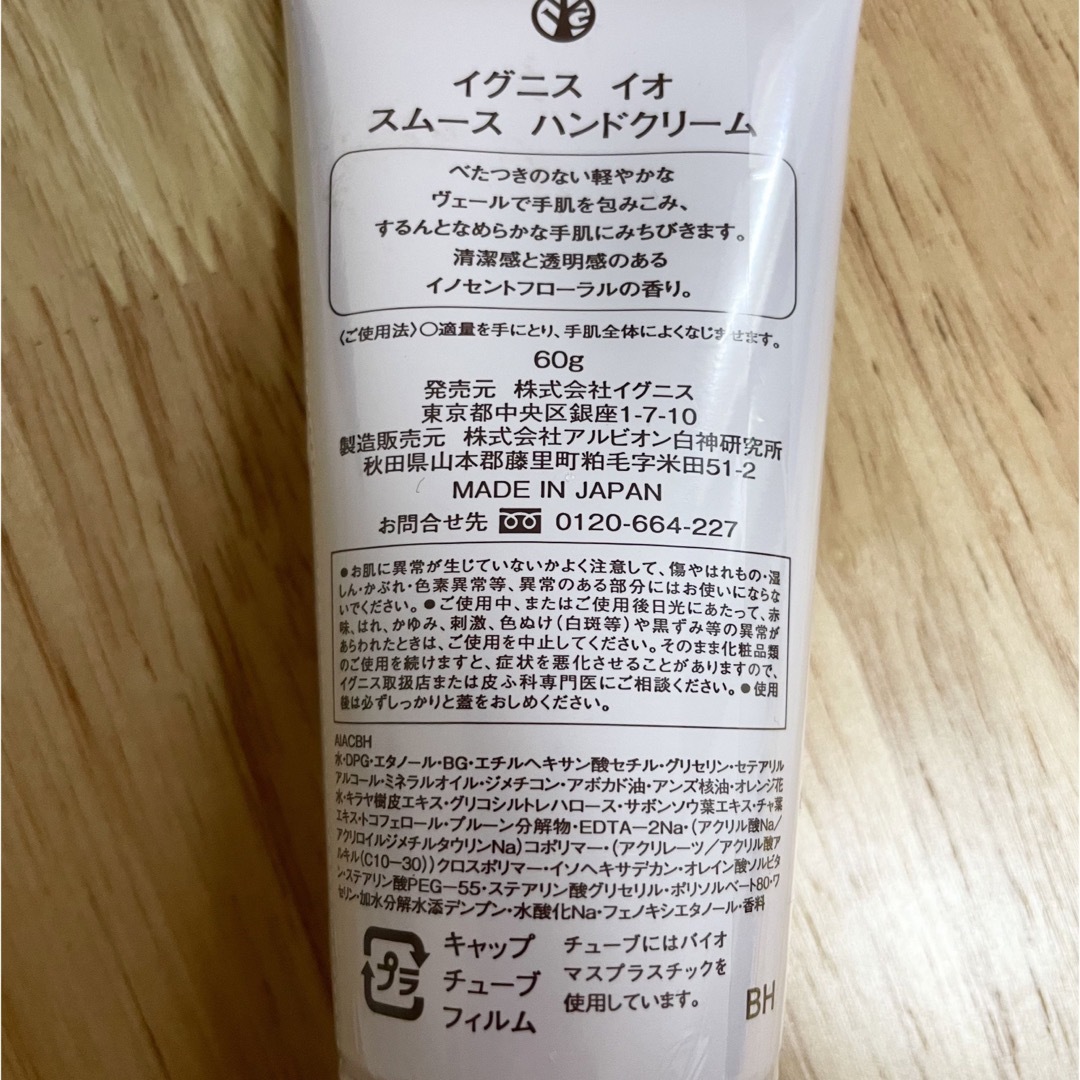 イグニス イオ
スムース ハンドクリーム
べたつきのない軽やかな
ヴェールで手肌を包みこみ、
するんとなめらかな手肌にみちびきます。
清潔感と透明感のある
イノセントフローラルの香り。
〈ご使用法〉○適量を手にとり、手肌全体によくなじませます。
60g
発売元 株式会社イグニス
東京都中央区銀座1-7-10
製造販売元 株式会社アルビオン白神研究所
秋田県山本郡藤里町粕毛字米田51-2
MADE IN JAPAN
お問合せ先 0120-664-227
●お肌に異常が生じていないかよく注意して、傷やはれもの・湿
しん・かぶれ・色素異常等、異常のある部分にはお使いにならな
いでください。●ご使用中、またはご使用後日光にあたって、赤
味、はれ、かゆみ、刺激、色ぬけ(白斑等)や黒ずみ等の異常が
あらわれたときは、ご使用を中止してください。そのまま化粧品類
のご使用を続けますと、症状を悪化させることがありますので、
イグニス取扱店または皮ふ科専門医にご相談ください。●使用
後は必ずしっかりと蓋をおしめください。
AIACBH
水・DPG・エタノール・BG・エチルヘキサン酸セチル・グリセリン・セテアリル
アルコール・ミネラルオイル・ジメチコン・アボカド油・アンズ核油・オレンジ花
水・キラヤ樹皮エキス・グリコシルトレハロース・サボンソウ葉エキス・チャ葉
エキス・トコフェロール・プルーン分解物・EDTA－2Na・(アクリル酸Na／
アクリロイルジメチルタウリンNa)コポリマー・(アクリレーツ／アクリル酸ア
ルキル(C10－30))クロスポリマー・イソヘキサデカン・オレイン酸ソルビタ
ン・ステアリン酸PEG－55・ステアリン酸グリセリル・ポリソルベート80・ワ
セリン・加水分解水添デンプン・水酸化Na・フェノキシエタノール・香料
プラ
キャップ
チューブ
フィルム
チューブにはバイオ
マスプラスチックを
使用しています。
BH